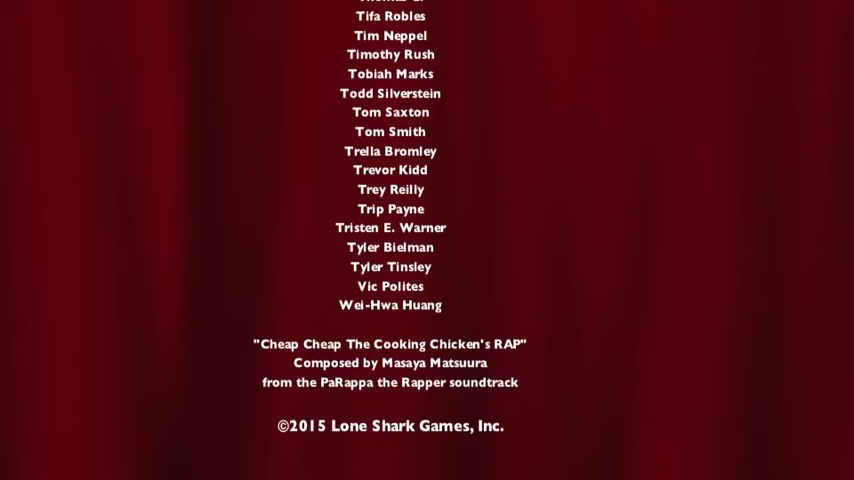 Tifa Robles
Tim Neppel
Timothy Rush
Tobiah Marks
Todd Silverstein
Tom Saxton
Tom Smith
Trella Bromley
Trevor Kidd
Trey Reilly
Trip Payne
Tristen E. Warner
Tyler Bielman
Tyler Tinsley
Vic Polites
Wei-Hwa Huang
"Cheap Cheap The Cooking Chicken's RAP"
Composed by Masaya Matsuura
from the PaRappa the Rapper soundtrack
©2015 Lone Shark Games, Inc.